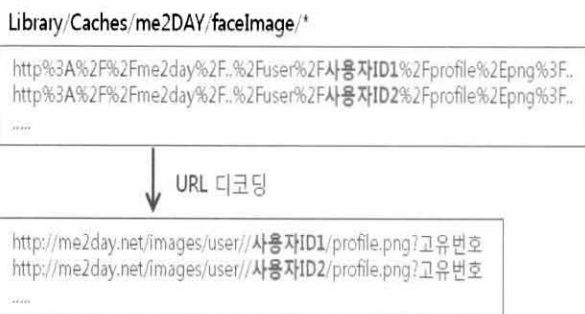 Library/Caches/me2DAY/faceImage/*
http%3A%2F%2Fme2day%2F..%2Fuser%2F사용자ID1%2Fprofile%2Epng%3F..
http%3A%2F%2Fme2day%2F..%2Fuser%2F사용자ID2%2Fprofile%2Epng%3F..
.....
URL 디코딩
http://me2day.net/images/user//사용자ID1/profile.png?고유번호
http://me2day.net/images/user//사용자ID2/profile.png?고유번호
.....